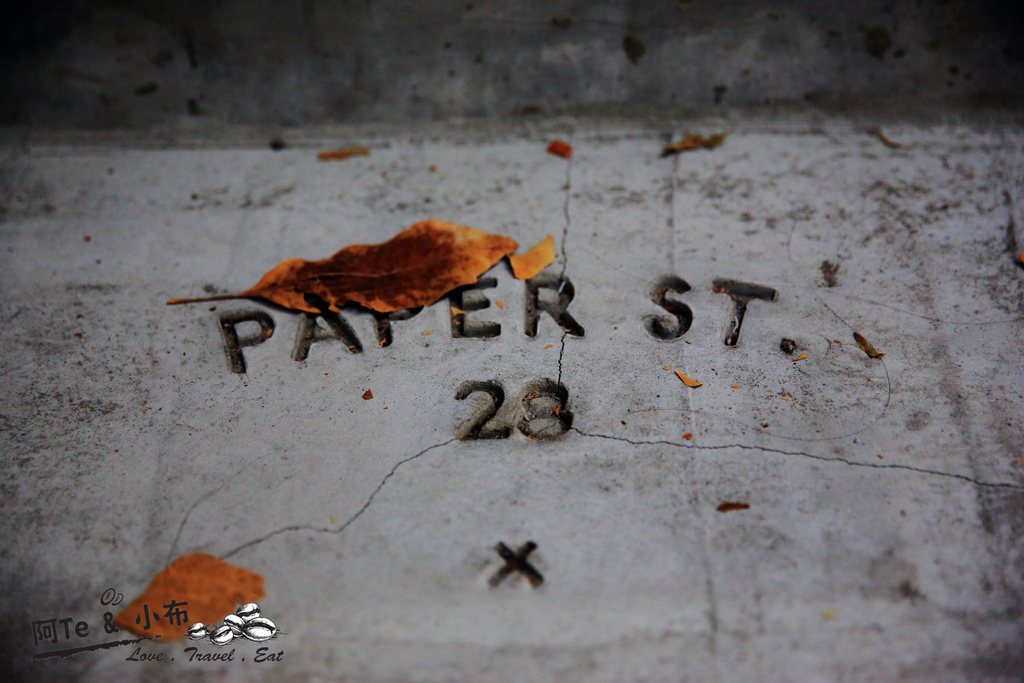 PAPER ST.
28
×
阿Te & 小布
Love . Travel . Eat